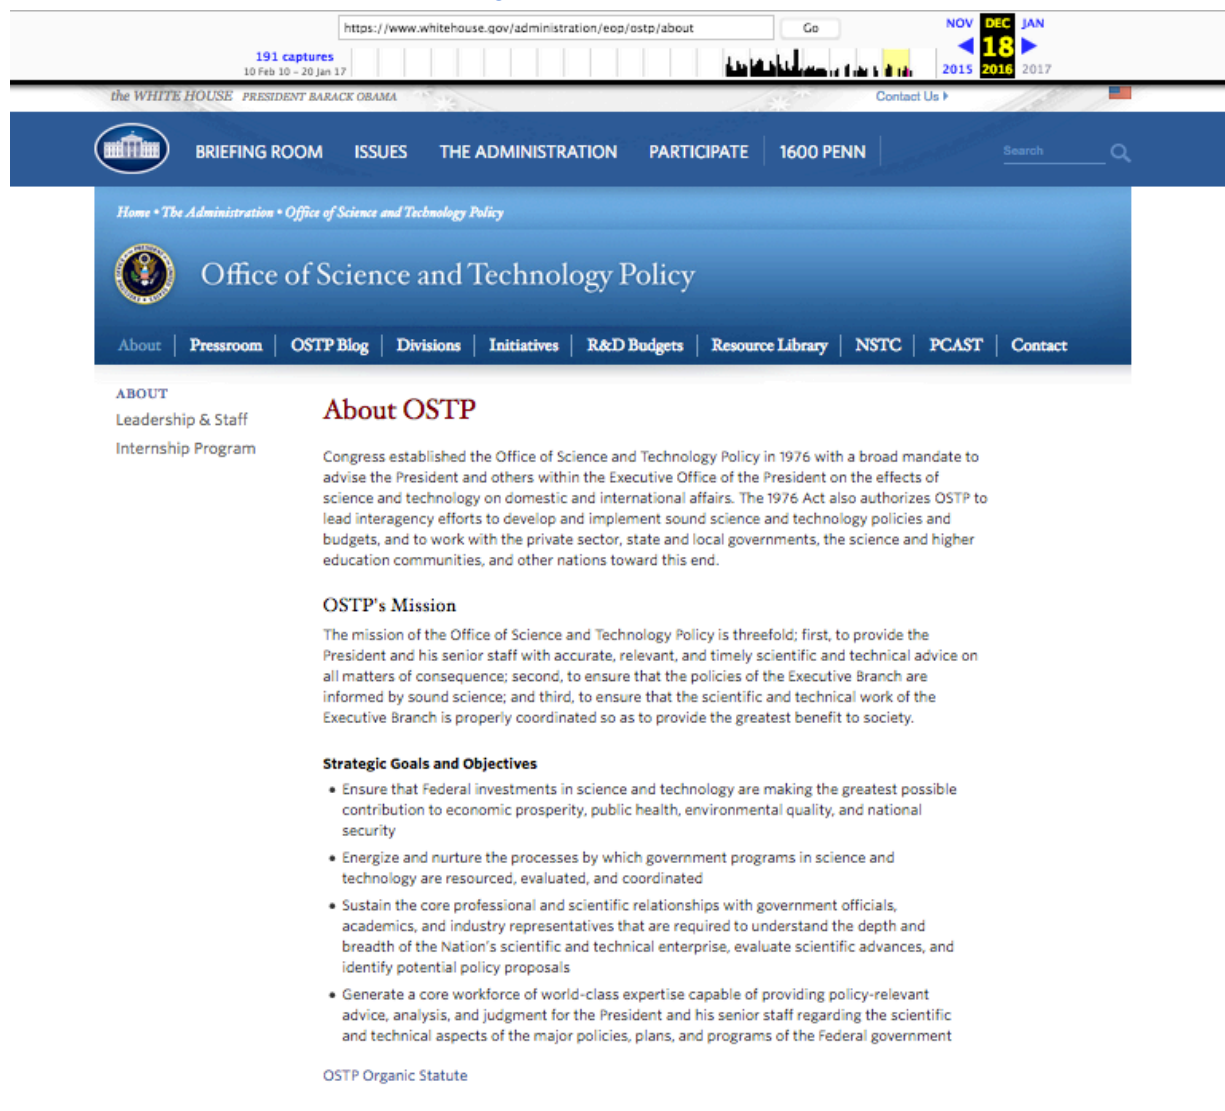 https://www.whitehouse.gov/administration/eop/ostp/about
Go
NOV DEC JAN
191 captures
18
10 Feb 10 – 20 Jan 17
2015 2016 2017
the WHITE HOUSE PRESIDENT BARACK OBAMA
Contact Us
BRIEFING ROOM ISSUES THE ADMINISTRATION PARTICIPATE 1600 PENN
Search
Home • The Administration • Office of Science and Technology Policy
Office of Science and Technology Policy
About Pressroom OSTP Blog Divisions Initiatives R&D Budgets Resource Library NSTC PCAST Contact
ABOUT
Leadership & Staff
Internship Program
About OSTP
Congress established the Office of Science and Technology Policy in 1976 with a broad mandate to
advise the President and others within the Executive Office of the President on the effects of
science and technology on domestic and international affairs. The 1976 Act also authorizes OSTP to
lead interagency efforts to develop and implement sound science and technology policies and
budgets, and to work with the private sector, state and local governments, the science and higher
education communities, and other nations toward this end.
OSTP's Mission
The mission of the Office of Science and Technology Policy is threefold; first, to provide the
President and his senior staff with accurate, relevant, and timely scientific and technical advice on
all matters of consequence; second, to ensure that the policies of the Executive Branch are
informed by sound science; and third, to ensure that the scientific and technical work of the
Executive Branch is properly coordinated so as to provide the greatest benefit to society.
Strategic Goals and Objectives
• Ensure that Federal investments in science and technology are making the greatest possible
contribution to economic prosperity, public health, environmental quality, and national
security
• Energize and nurture the processes by which government programs in science and
technology are resourced, evaluated, and coordinated
• Sustain the core professional and scientific relationships with government officials,
academics, and industry representatives that are required to understand the depth and
breadth of the Nation's scientific and technical enterprise, evaluate scientific advances, and
identify potential policy proposals
• Generate a core workforce of world-class expertise capable of providing policy-relevant
advice, analysis, and judgment for the President and his senior staff regarding the scientific
and technical aspects of the major policies, plans, and programs of the Federal government
OSTP Organic Statute